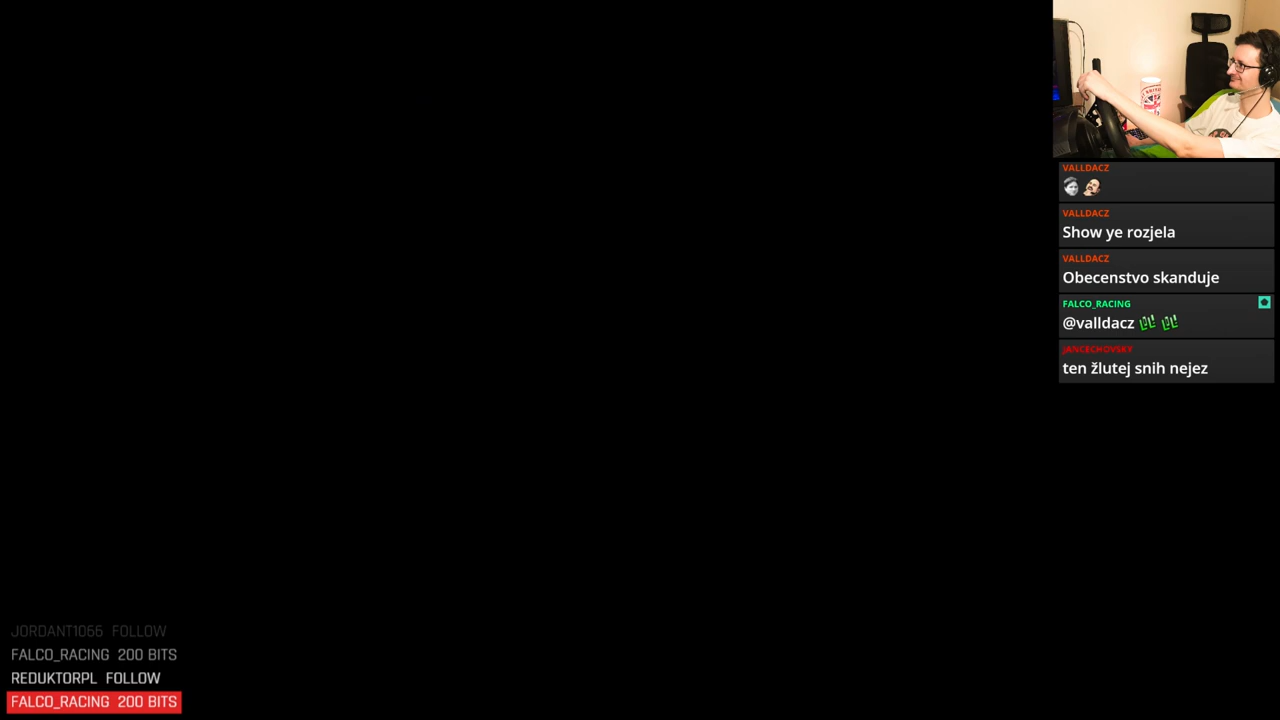 VALLDACZ
VALLDACZ
Show ye rozjela
VALLDACZ
Obecenstvo skanduje
FALCO_RACING
@valldacz
JANCECHOVSKY
ten žlutej snih nejez
JORDANT1066 FOLLOW
FALCO_RACING 200 BITS
REDUKTORPL FOLLOW
FALCO_RACING 200 BITS